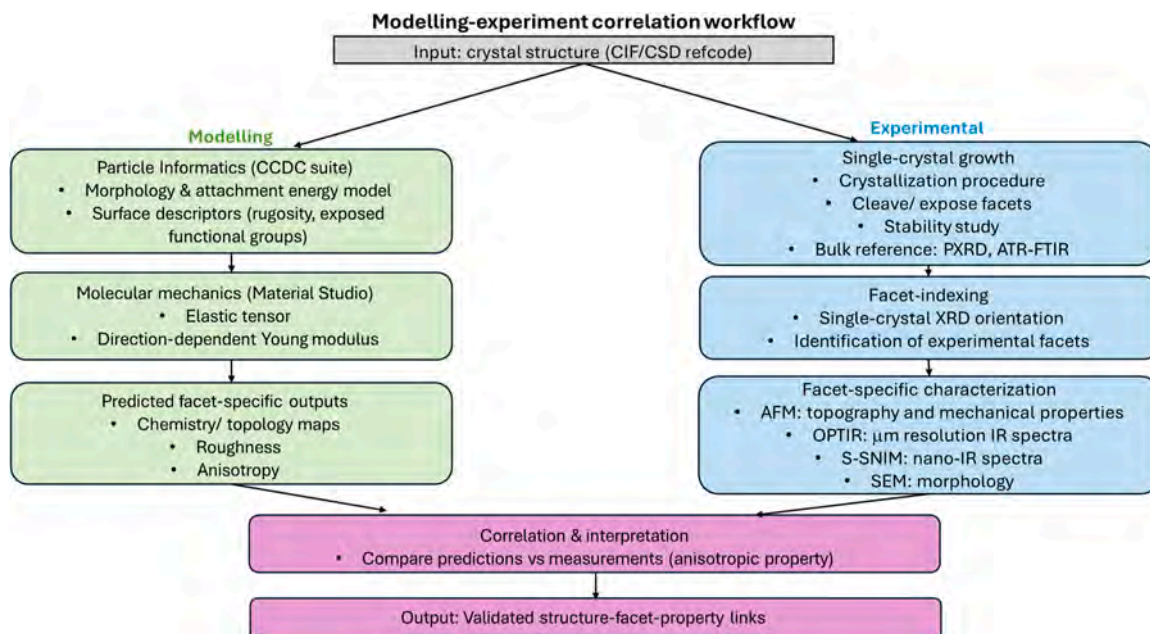 Modelling-experiment correlation workflow
Input: crystal structure (CIF/CSD refcode)
Modelling
Particle Informatics (CCDC suite)
• Morphology & attachment energy model
• Surface descriptors (rugosity, exposed
functional groups)
Molecular mechanics (Material Studio)
• Elastic tensor
• Direction-dependent Young modulus
Predicted facet-specific outputs
• Chemistry/ topology maps
• Roughness
• Anisotropy
Experimental
Single-crystal growth
• Crystallization procedure
• Cleave/ expose facets
• Stability study
• Bulk reference: PXRD, ATR-FTIR
Facet-indexing
• Single-crystal XRD orientation
• Identification of experimental facets
Facet-specific characterization
• AFM: topography and mechanical properties
• OPTIR: μm resolution IR spectra
• S-SNIM: nano-IR spectra
• SEM: morphology
Correlation & interpretation
• Compare predictions vs measurements (anisotropic property)
Output: Validated structure-facet-property links